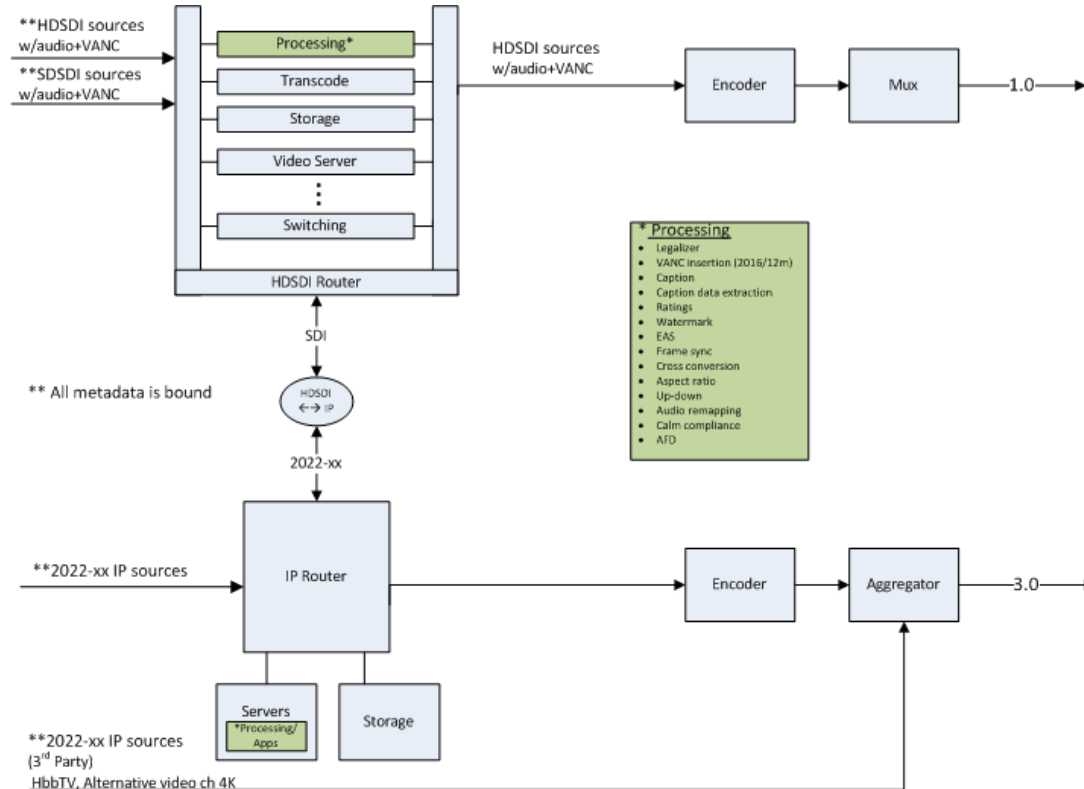 **HDSDI sources
w/audio+VANC
**SDSDI sources
w/audio+VANC
Processing*
Transcode
Storage
Video Server
Switching
HDSDI Router
HDSDI sources
w/audio+VANC
Encoder
Mux
1.0
SDI
** All metadata is bound
HDSDI
←→ IP
2022-xx
* Processing
• Legalizer
• VANC insertion (2016/12m)
• Caption
• Caption data extraction
• Ratings
• Watermark
• EAS
• Frame sync
• Cross conversion
• Aspect ratio
• Up-down
• Audio remapping
• Calm compliance
• AFD
**2022-xx IP sources
IP Router
Encoder
Aggregator
3.0
Servers
*Processing/
Apps
Storage
**2022-xx IP sources
(3rd Party)
HbbTV, Alternative video ch 4K